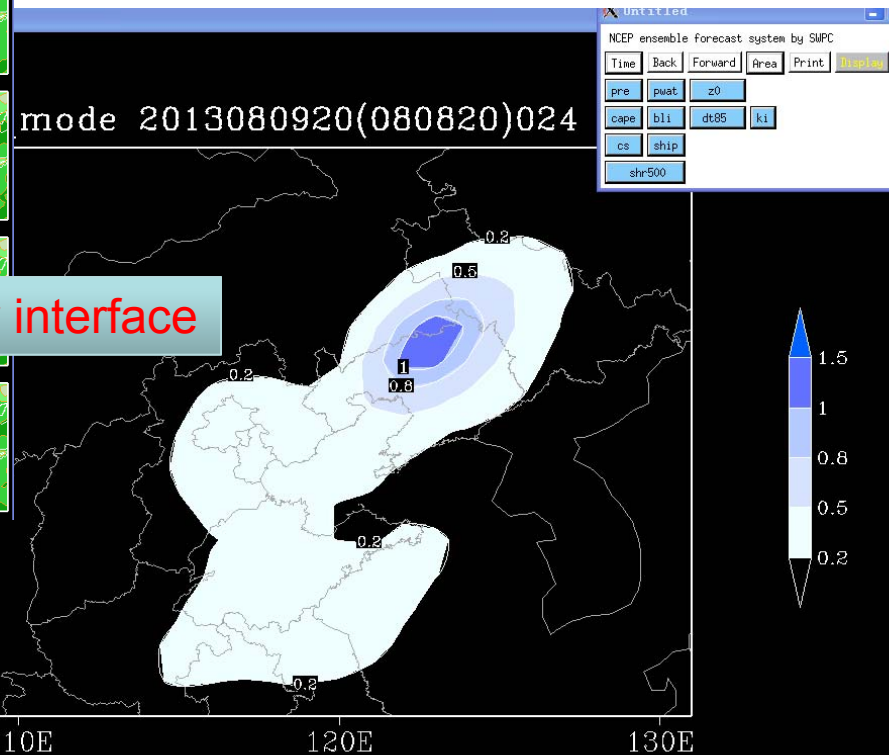 Untitled
NCEP ensemble forecast system by SWPC
Time Back Forward Area Print Display
pre pwat z0
cape bli dt85 ki
cs ship
shr500
mode 2013080920(080820)024
0.2
0.5
interface
1
0.8
0.2
0.2
0.2
1.5
1
0.8
0.5
0.2
10E 120E 130E